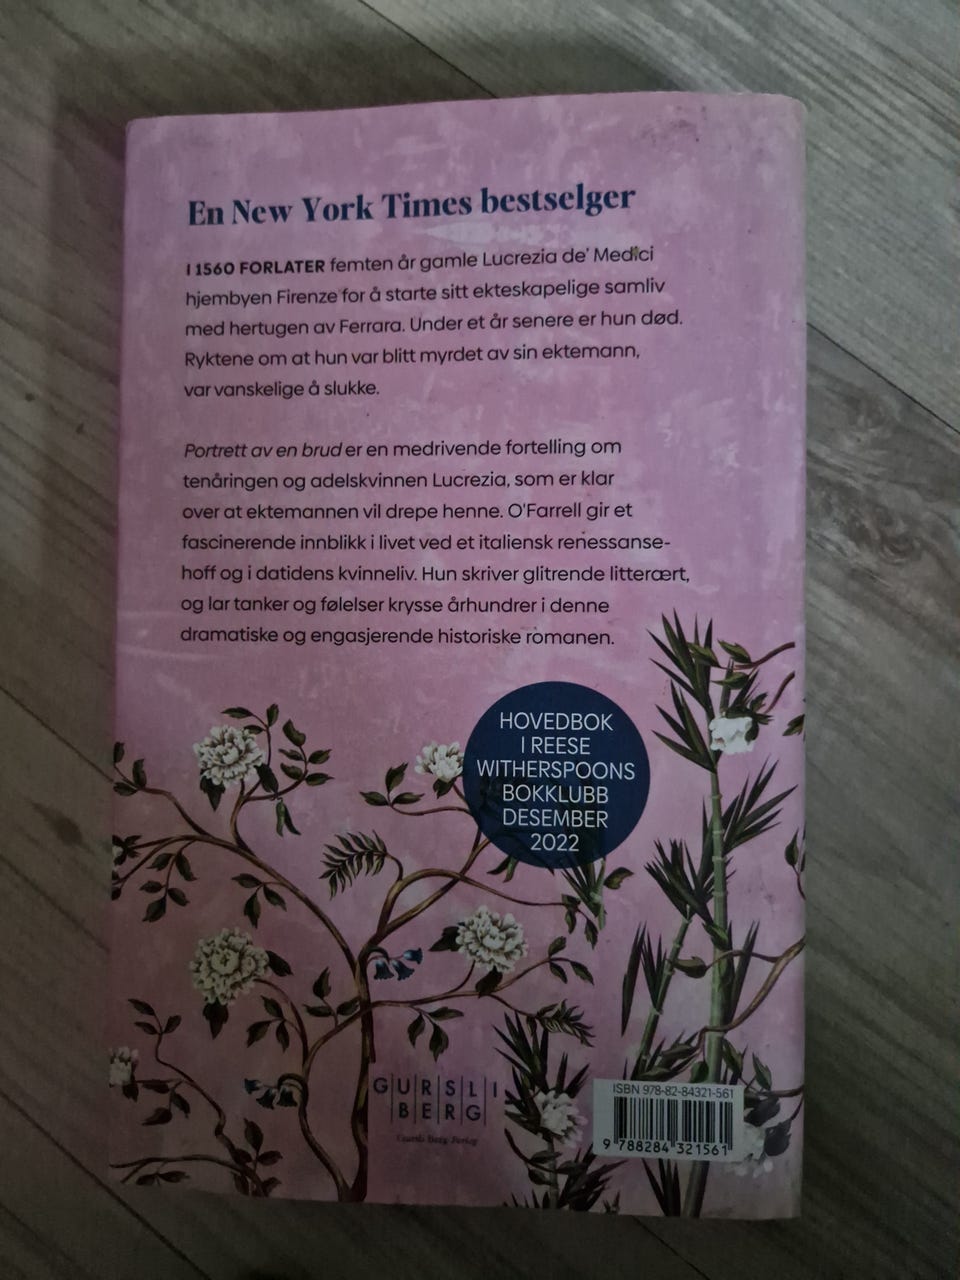 En New York Times bestselger
I 1560 FORLATER femten år gamle Lucrezia de' Medici
hjembyen Firenze for å starte sitt ekteskapelige samliv
med hertugen av Ferrara. Under et år senere er hun død.
Ryktene om at hun var blitt myrdet av sin ektemann,
var vanskelige å slukke.
Portrett av en brud er en medrivende fortelling om
tenåringen og adelskvinnen Lucrezia, som er klar
over at ektemannen vil drepe henne. O'Farrell gir et
fascinerende innblikk i livet ved et italiensk renessanse-
hoff og i datidens kvinneliv. Hun skriver glitrende litterært,
og lar tanker og følelser krysse århundrer i denne
dramatiske og engasjerende historiske romanen.
HOVEDBOK
I REESE
WITHERSPOONS
BOKKLUBB
DESEMBER
2022
GURSLI
BERG
Gursli Berg Forlag
ISBN 978-82-84321-561
9 788284 321561